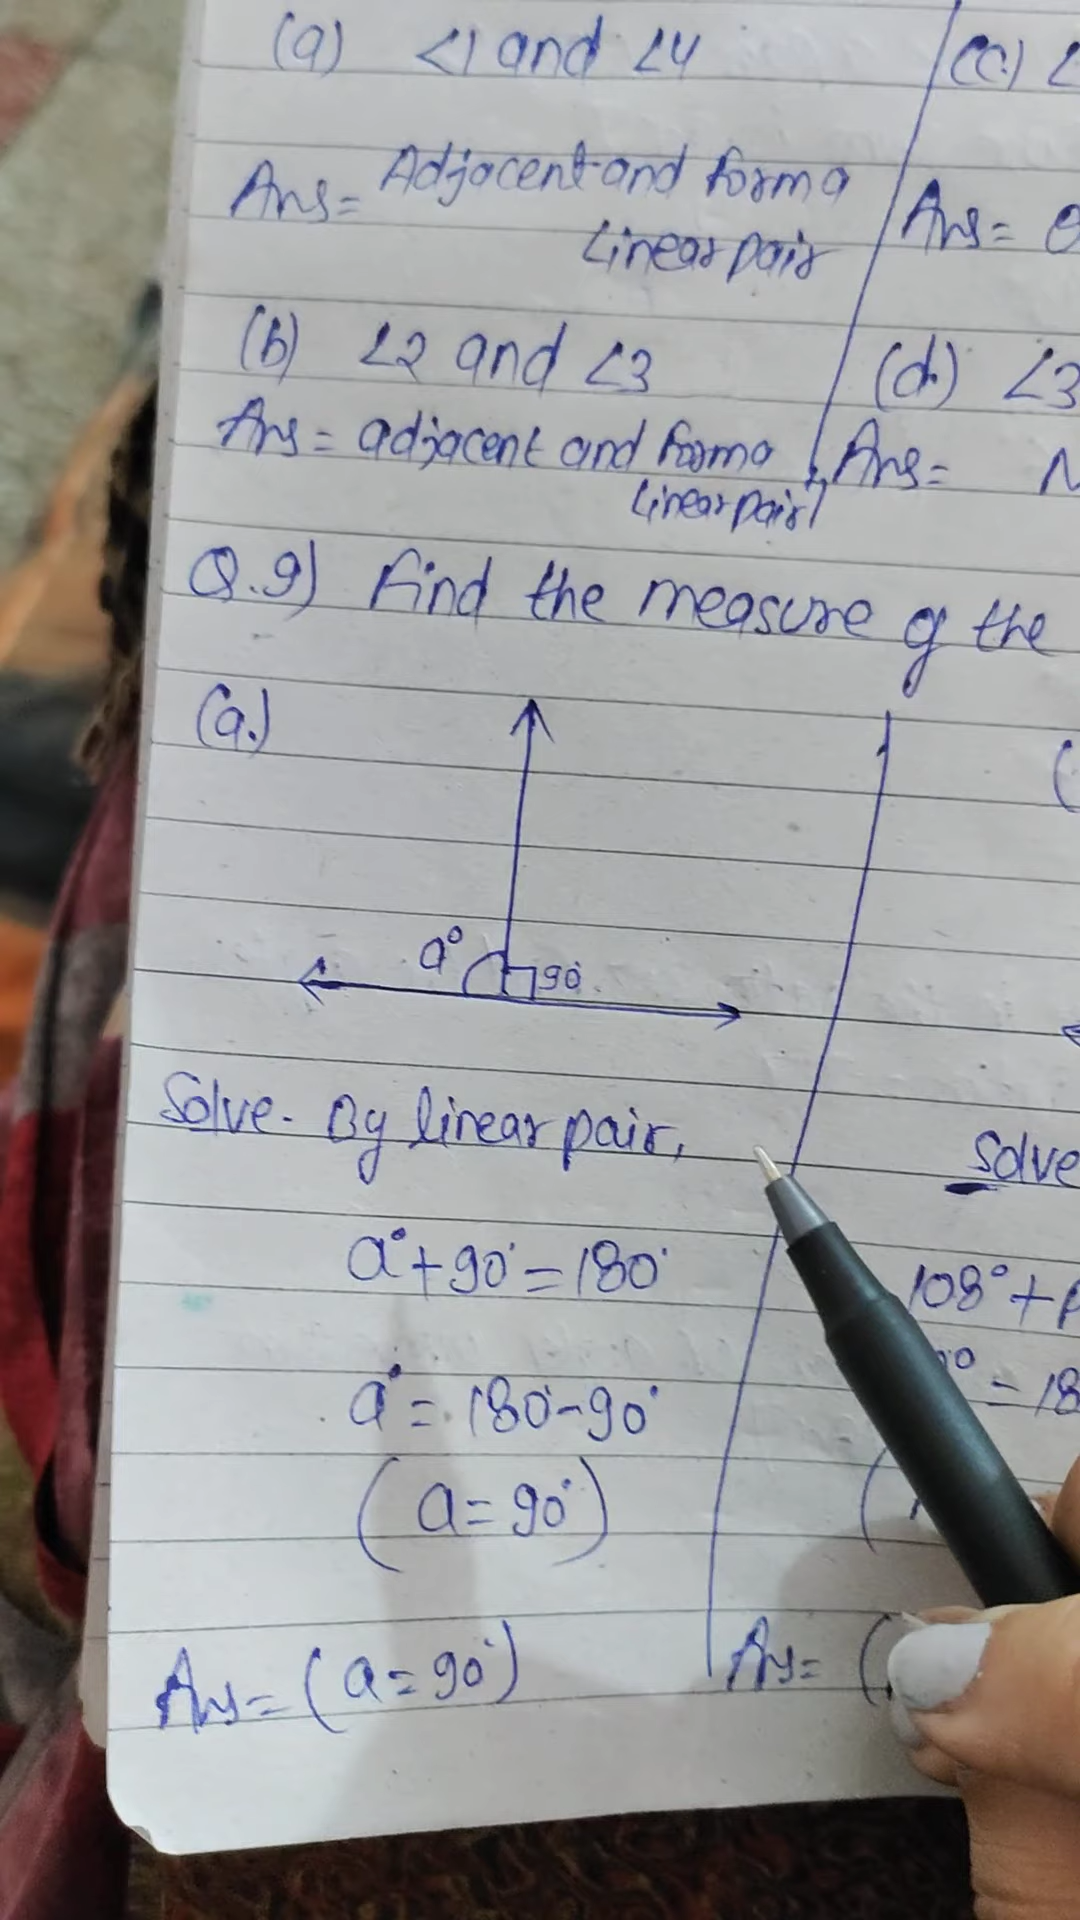 (a) ∠1 and ∠4
Ans= Adjacent and form a
Linear pair
(b) ∠2 and ∠3
Ans= adjacent and form a
Linear pair
(c.) ∠
Ans=
(d.) ∠3
Ans= N
Q.9) Find the measure of the
(a.)
a° 90°
Solve- By linear pair,
a°+90°=180°
a°=180°-90°
(a=90°)
Ans=(a=90°)
Solve
108°+p
° = 18
Ans= (